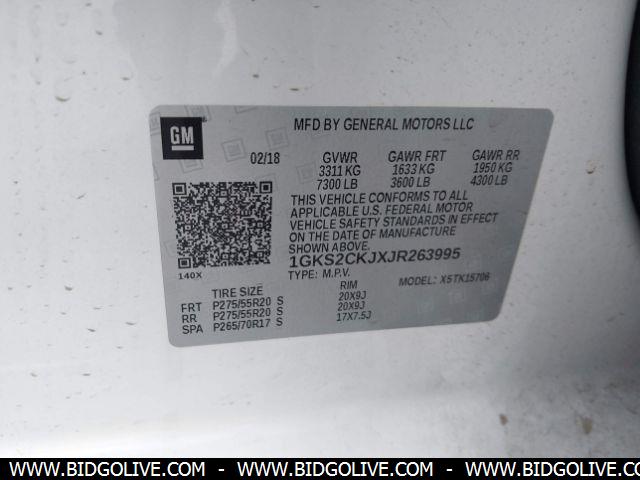 GM
MFD BY GENERAL MOTORS LLC
02/18 GVWR GAWR FRT GAWR RR
3311 KG 1633 KG 1950 KG
7300 LB 3600 LB 4300 LB
THIS VEHICLE CONFORMS TO ALL
APPLICABLE U.S. FEDERAL MOTOR
VEHICLE SAFETY STANDARDS IN EFFECT
ON THE DATE OF MANUFACTURE
SHOWN ABOVE.
1GKS2CKJXJR263995
140X
TYPE: M.P.V. MODEL: X5TK15706
TIRE SIZE RIM
FRT P275/55R20 S 20X9J
RR P275/55R20 S 20X9J
SPA P265/70R17 S 17X7.5J
WWW.BIDGOLIVE.COM - WWW.BIDGOLIVE.COM - WWW.BIDGOLIVE.COM